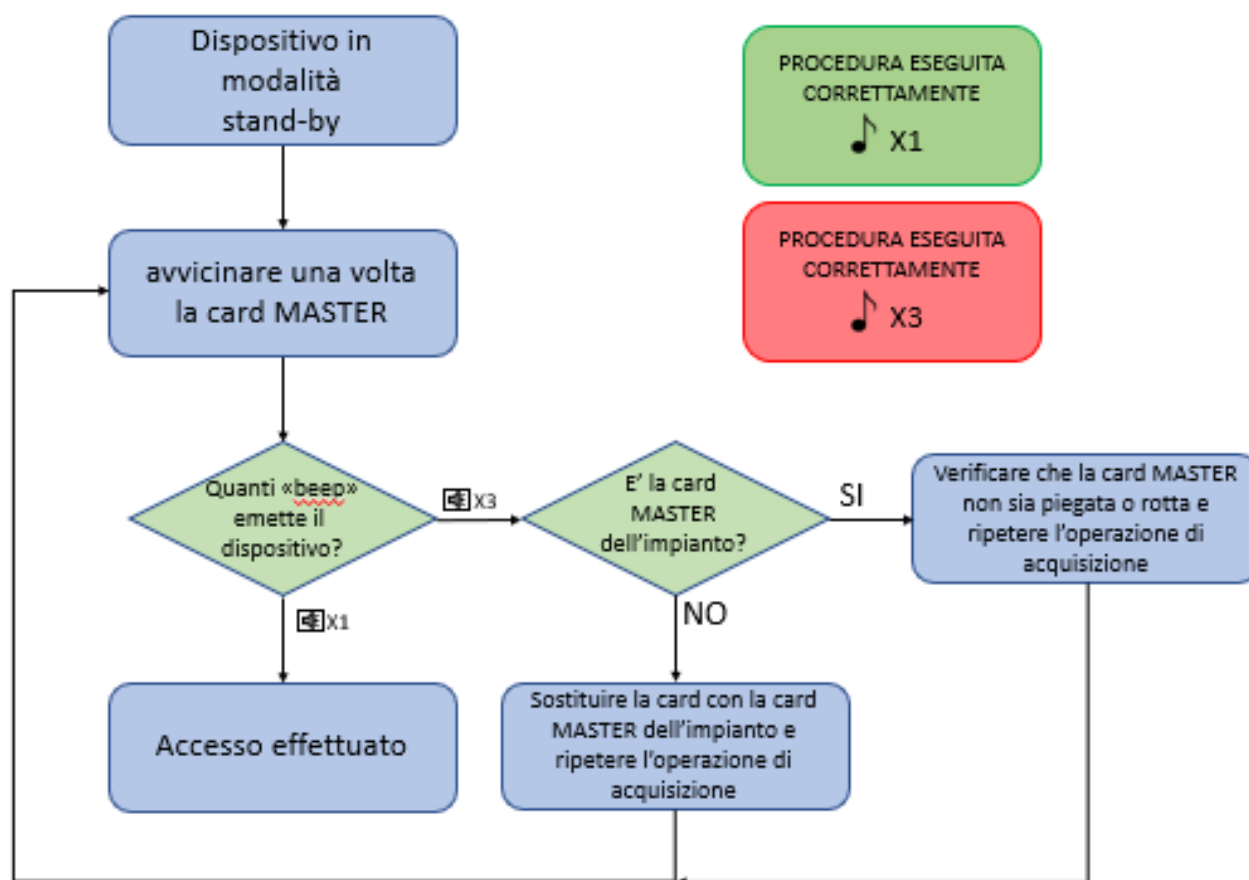 Dispositivo in
modalità
stand-by
PROCEDURA ESEGUITA
CORRETTAMENTE
X1
PROCEDURA ESEGUITA
CORRETTAMENTE
X3
avvicinare una volta
la card MASTER
Quanti «beep»
emette il
dispositivo?
X3
E' la card
MASTER
dell'impianto?
SI
Verificare che la card MASTER
non sia piegata o rotta e
ripetere l'operazione di
acquisizione
X1
NO
Accesso effettuato
Sostituire la card con la card
MASTER dell'impianto e
ripetere l'operazione di
acquisizione